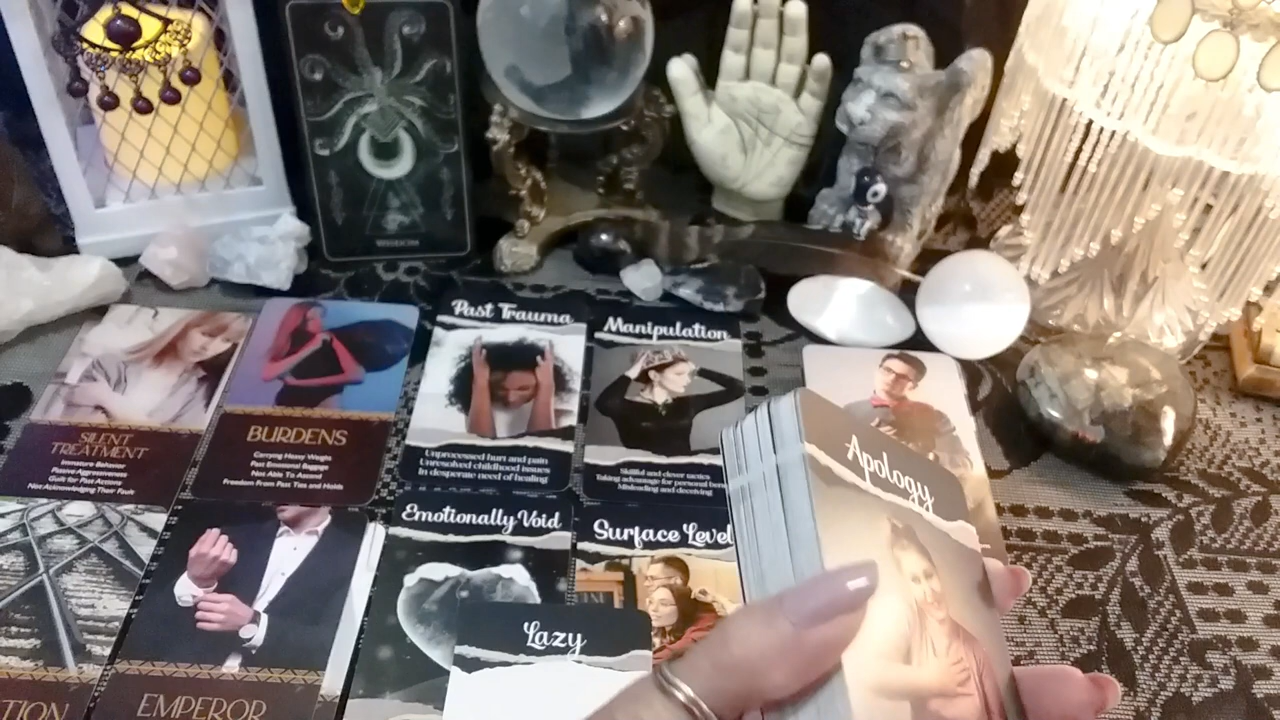 WISDOM
SILENT
TREATMENT
Immature Behavior
Passive Aggressiveness
Guilt for Past Actions
Not Acknowledging Their Fault
BURDENS
Carrying Heavy Weights
Past Emotional Baggage
Not Able To Ascend
Freedom From Past Ties and Holds
Past Trauma
Unprocessed hurt and pain
Unresolved childhood issues
In desperate need of healing
Manipulation
Skillful and clever tactics
Taking advantage for personal
Misleading and deceiving
Apology
TION
EMPEROR
Emotionally Void
Surface Level
Lazy